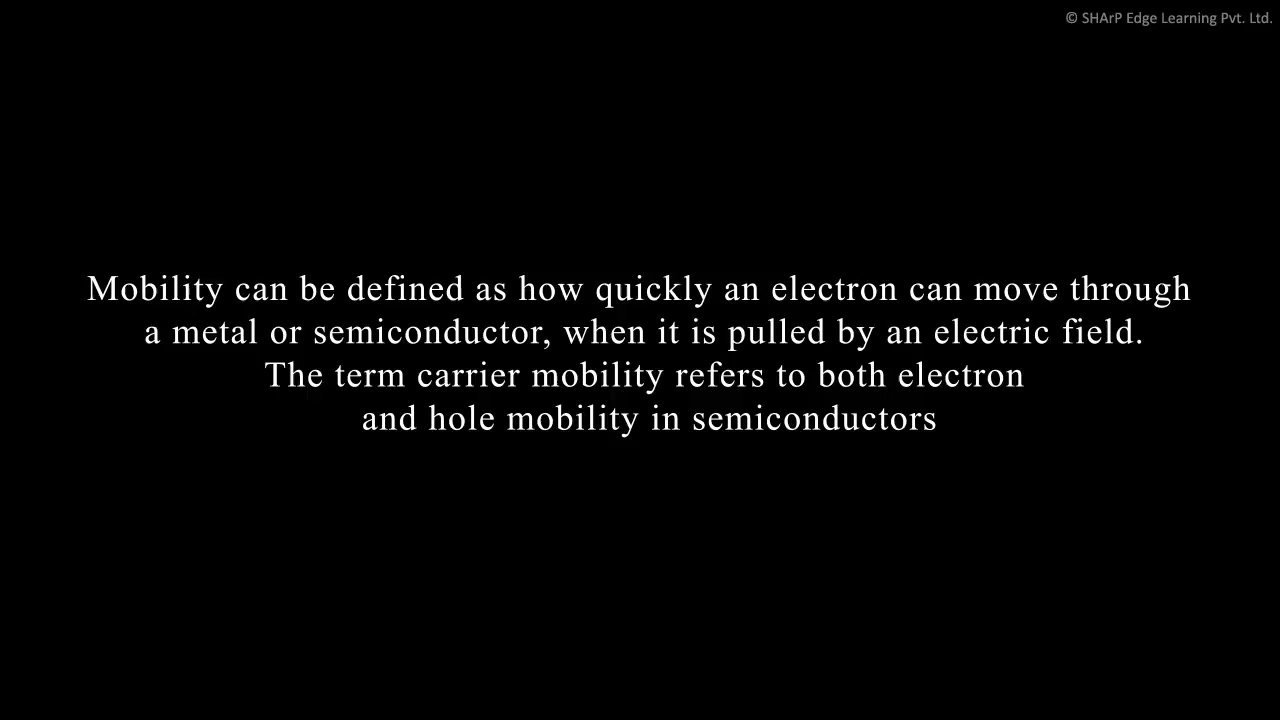 © SHArP Edge Learning Pvt. Ltd.
Mobility can be defined as how quickly an electron can move through
a metal or semiconductor, when it is pulled by an electric field.
The term carrier mobility refers to both electron
and hole mobility in semiconductors